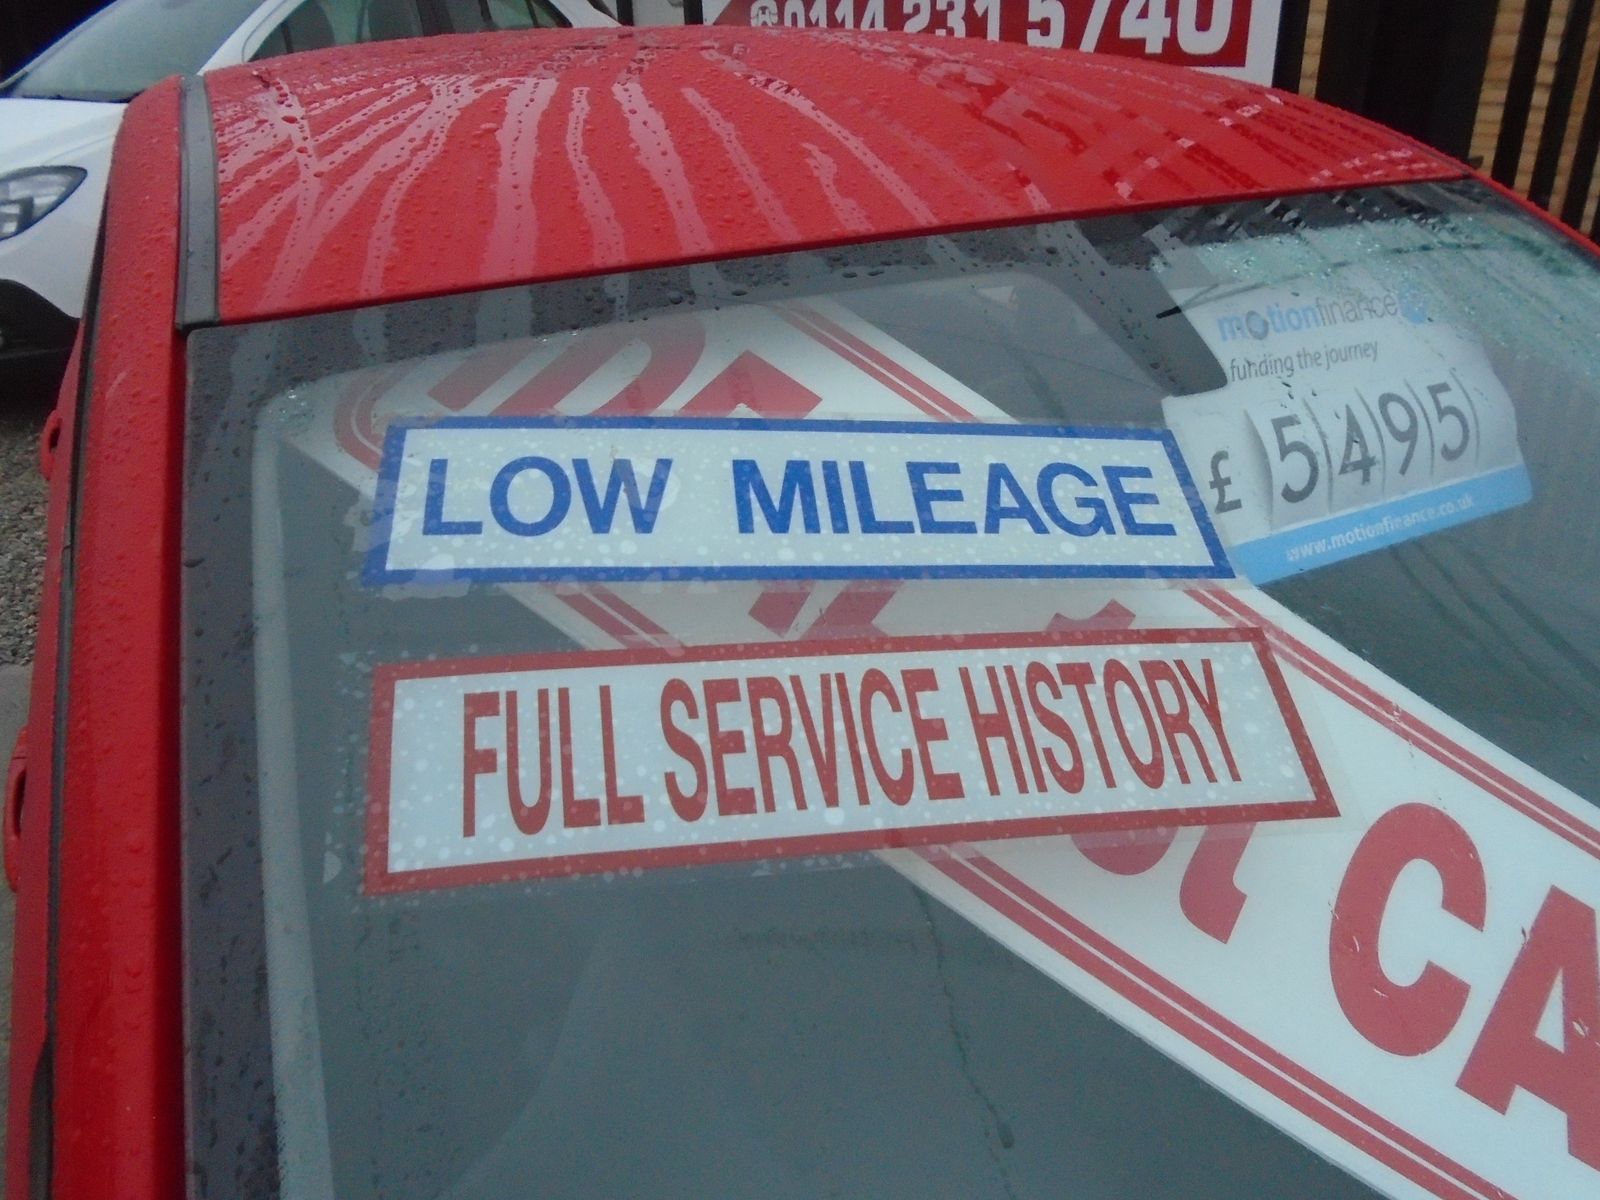 0114 231 5740
motionfinance
funding the journey
£ 5495
www.motionfinance.co.uk
LOW MILEAGE
FULL SERVICE HISTORY